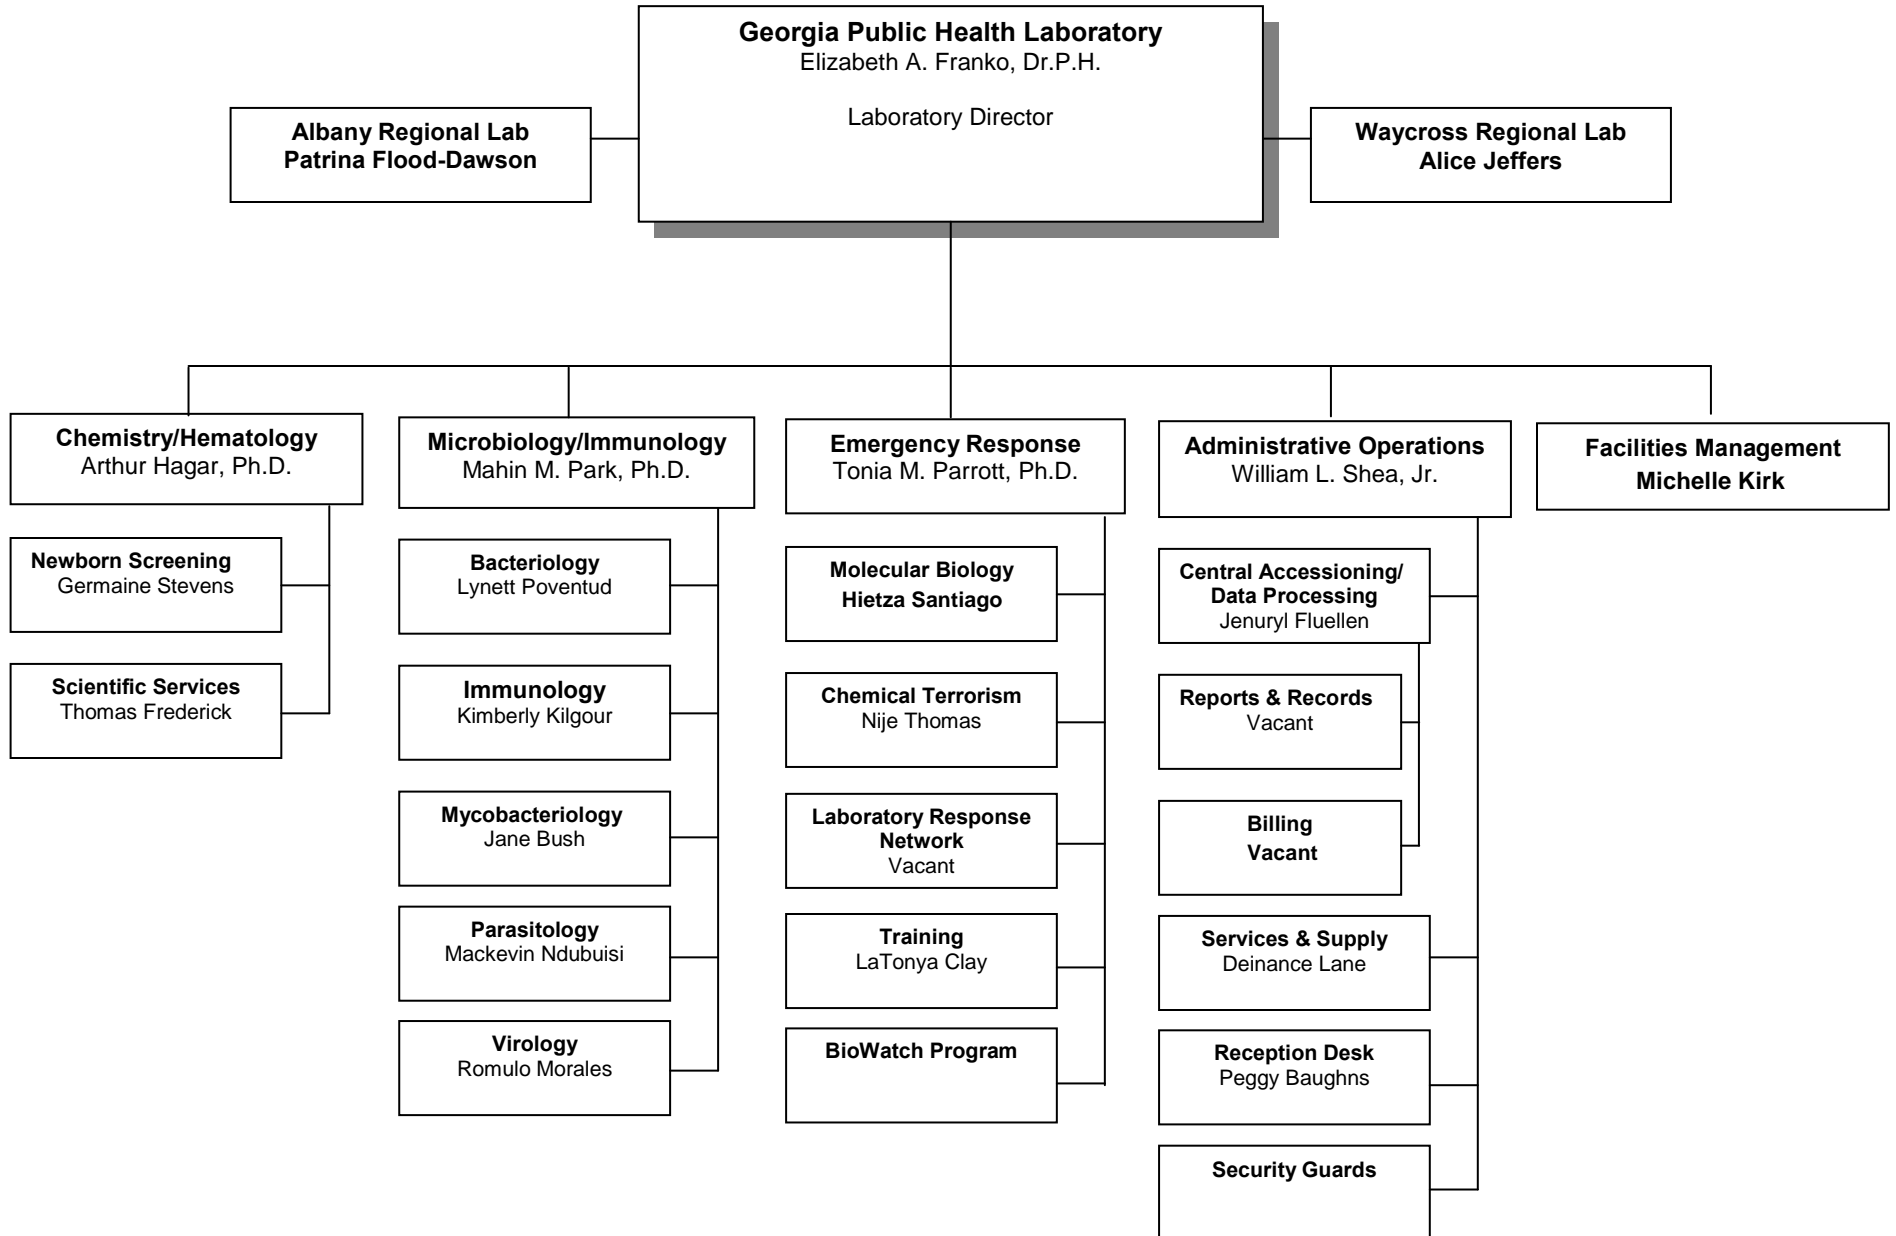 Georgia Public Health Laboratory
Elizabeth A. Franko, Dr.P.H.
Laboratory Director
Albany Regional Lab
Patrina Flood-Dawson
Waycross Regional Lab
Alice Jeffers
Chemistry/Hematology
Arthur Hagar, Ph.D.
Newborn Screening
Germaine Stevens
Scientific Services
Thomas Frederick
Microbiology/Immunology
Mahin M. Park, Ph.D.
Bacteriology
Lynett Poventud
Immunology
Kimberly Kilgour
Mycobacteriology
Jane Bush
Parasitology
Mackevin Ndubuisi
Virology
Romulo Morales
Emergency Response
Tonia M. Parrott, Ph.D.
Molecular Biology
Hietza Santiago
Chemical Terrorism
Nije Thomas
Laboratory Response
Network
Vacant
Training
LaTonya Clay
BioWatch Program
Administrative Operations
William L. Shea, Jr.
Central Accessioning/
Data Processing
Jenuryl Fluellen
Reports & Records
Vacant
Billing
Vacant
Services & Supply
Deinance Lane
Reception Desk
Peggy Baughns
Security Guards
Facilities Management
Michelle Kirk